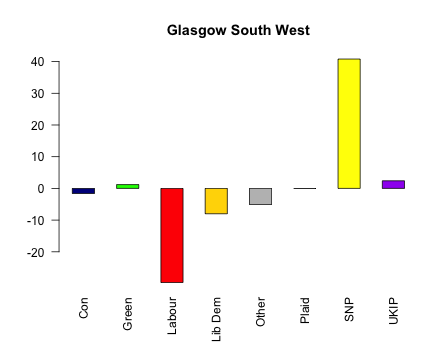 Glasgow South West
40
30
20
10
0
-10
-20
Con
Green
Labour
Lib Dem
Other
Plaid
SNP
UKIP